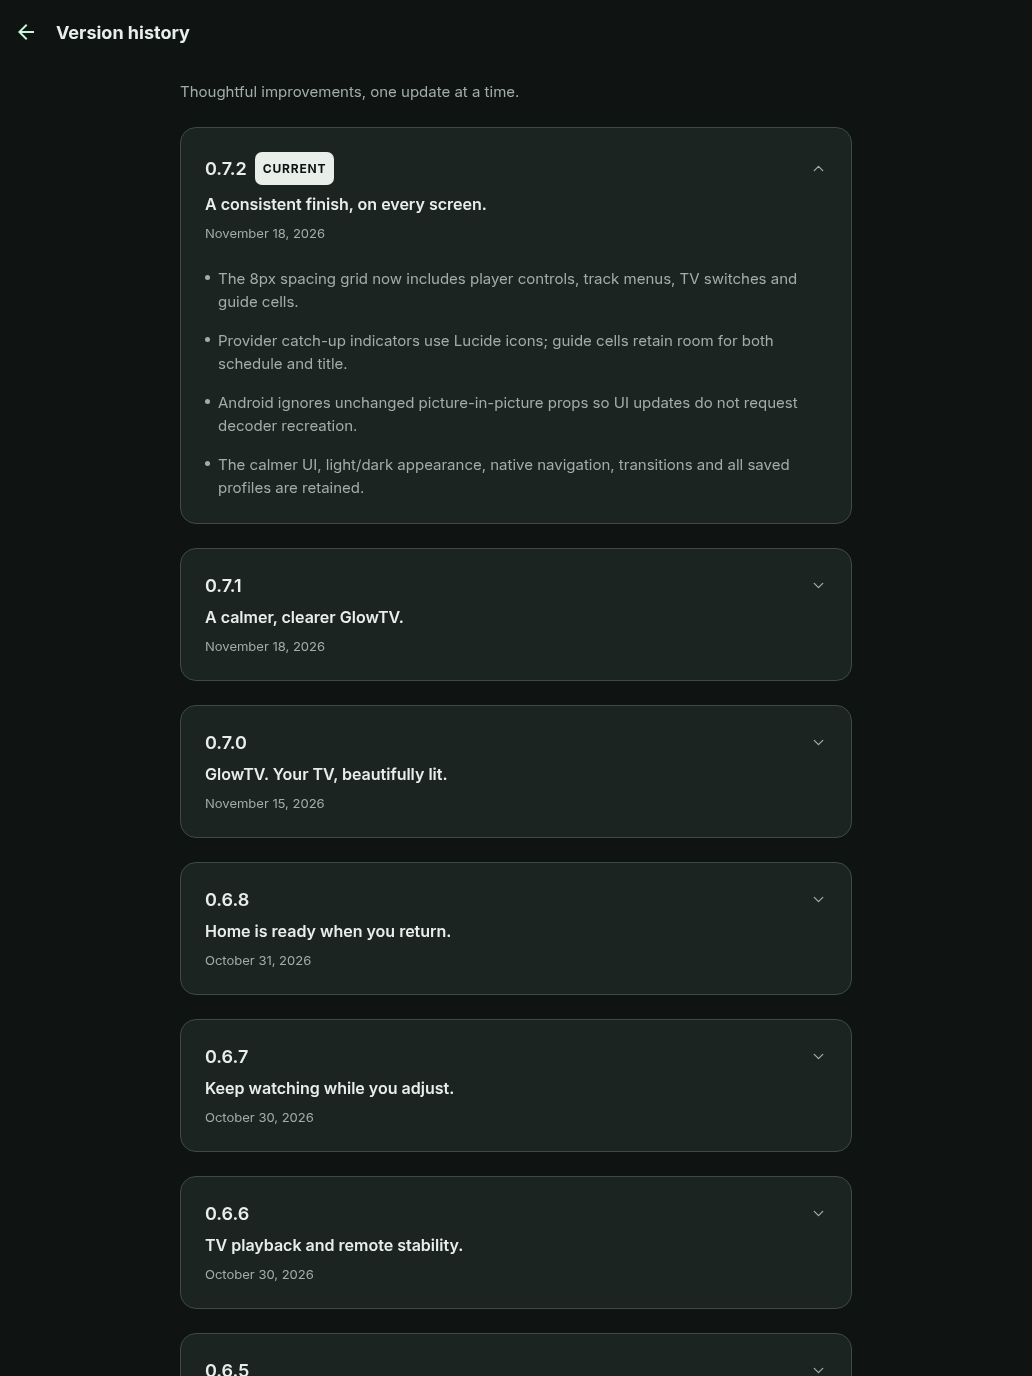 Version history
Thoughtful improvements, one update at a time.
0.7.2 CURRENT
A consistent finish, on every screen.
November 18, 2026
• The 8px spacing grid now includes player controls, track menus, TV switches and
guide cells.
• Provider catch-up indicators use Lucide icons; guide cells retain room for both
schedule and title.
• Android ignores unchanged picture-in-picture props so UI updates do not request
decoder recreation.
• The calmer UI, light/dark appearance, native navigation, transitions and all saved
profiles are retained.
0.7.1
A calmer, clearer GlowTV.
November 18, 2026
0.7.0
GlowTV. Your TV, beautifully lit.
November 15, 2026
0.6.8
Home is ready when you return.
October 31, 2026
0.6.7
Keep watching while you adjust.
October 30, 2026
0.6.6
TV playback and remote stability.
October 30, 2026
0.6.5